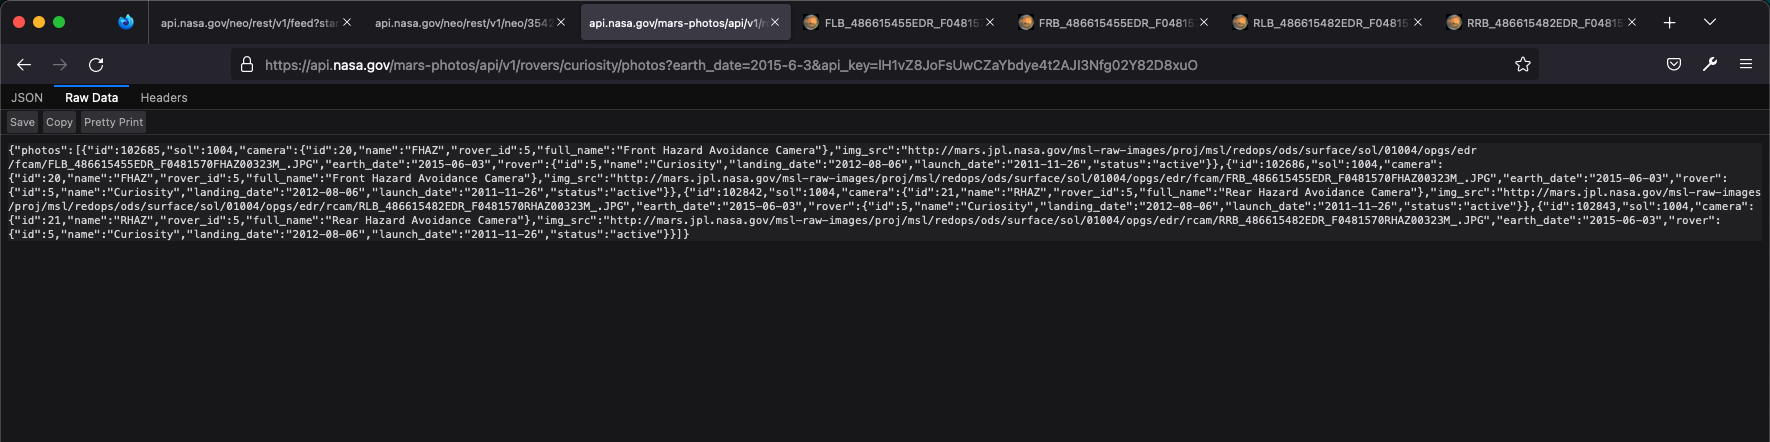 api.nasa.gov/neo/rest/v1/feed?star
api.nasa.gov/neo/rest/v1/neo/3542
api.nasa.gov/mars-photos/api/v1/ro
FLB_486615455EDR_F048157
FRB_486615455EDR_F04815
RLB_486615482EDR_F04815
RRB_486615482EDR_F04815
https://api.nasa.gov/mars-photos/api/v1/rovers/curiosity/photos?earth_date=2015-6-3&api_key=IH1vZ8JoFsUwCZaYbdye4t2AJI3Nfg02Y82D8xuO
JSON Raw Data Headers
Save Copy Pretty Print
{"photos":[{"id":102685,"sol":1004,"camera":{"id":20,"name":"FHAZ","rover_id":5,"full_name":"Front Hazard Avoidance Camera"},"img_src":"http://mars.jpl.nasa.gov/msl-raw-images/proj/msl/redops/ods/surface/sol/01004/opgs/edr
/fcam/FLB_486615455EDR_F0481570FHAZ00323M_.JPG","earth_date":"2015-06-03","rover":{"id":5,"name":"Curiosity","landing_date":"2012-08-06","launch_date":"2011-11-26","status":"active"}},{"id":102686,"sol":1004,"camera":
{"id":20,"name":"FHAZ","rover_id":5,"full_name":"Front Hazard Avoidance Camera"},"img_src":"http://mars.jpl.nasa.gov/msl-raw-images/proj/msl/redops/ods/surface/sol/01004/opgs/edr/fcam/FRB_486615455EDR_F0481570FHAZ00323M_.JPG","earth_date":"2015-06-03","rover":
{"id":5,"name":"Curiosity","landing_date":"2012-08-06","launch_date":"2011-11-26","status":"active"}},{"id":102842,"sol":1004,"camera":{"id":21,"name":"RHAZ","rover_id":5,"full_name":"Rear Hazard Avoidance Camera"},"img_src":"http://mars.jpl.nasa.gov/msl-raw-images
/proj/msl/redops/ods/surface/sol/01004/opgs/edr/rcam/RLB_486615482EDR_F0481570RHAZ00323M_.JPG","earth_date":"2015-06-03","rover":{"id":5,"name":"Curiosity","landing_date":"2012-08-06","launch_date":"2011-11-26","status":"active"}},{"id":102843,"sol":1004,"camera":
{"id":21,"name":"RHAZ","rover_id":5,"full_name":"Rear Hazard Avoidance Camera"},"img_src":"http://mars.jpl.nasa.gov/msl-raw-images/proj/msl/redops/ods/surface/sol/01004/opgs/edr/rcam/RRB_486615482EDR_F0481570RHAZ00323M_.JPG","earth_date":"2015-06-03","rover":
{"id":5,"name":"Curiosity","landing_date":"2012-08-06","launch_date":"2011-11-26","status":"active"}}]}